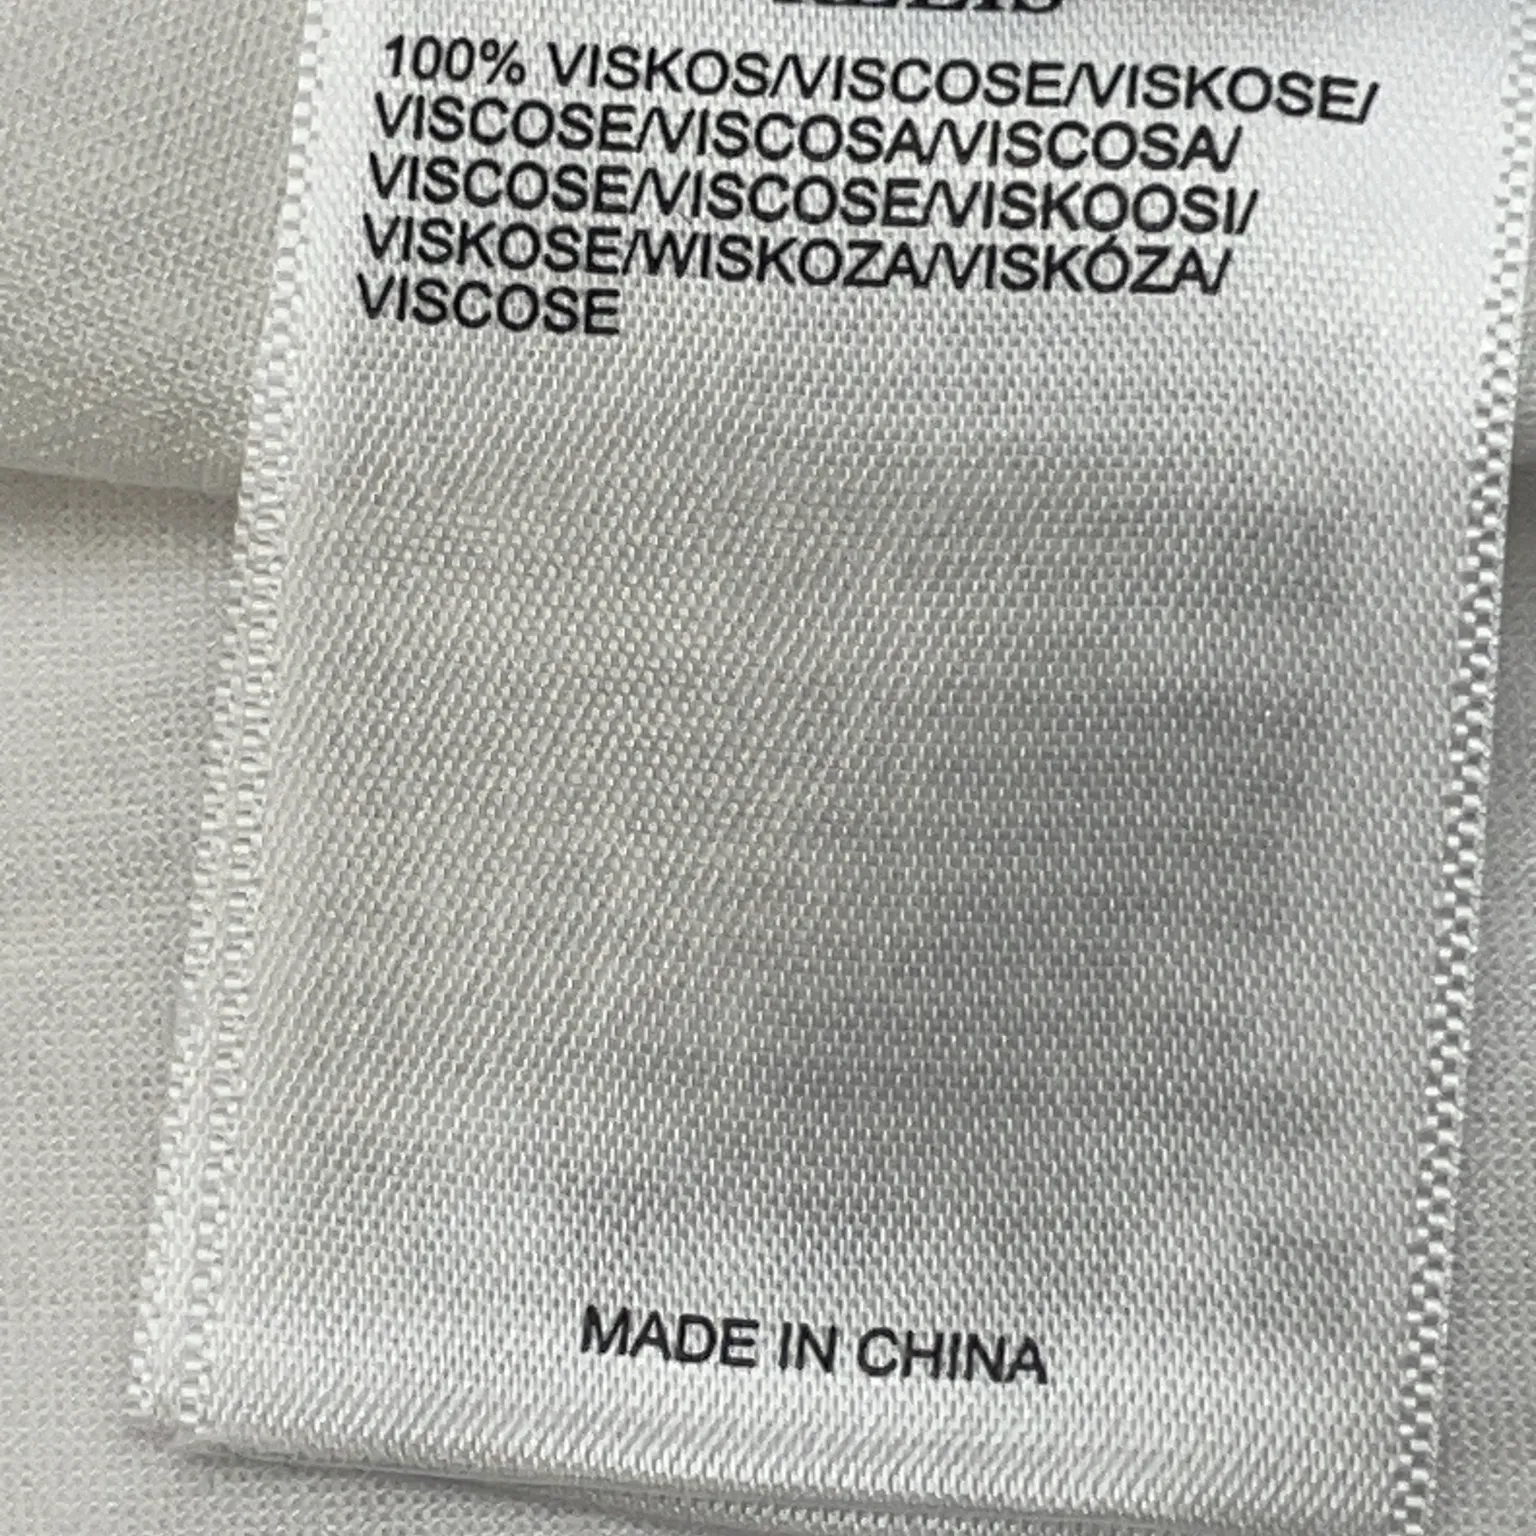 100% VISKOS/VISCOSE/VISKOSE/
VISCOSE/VISCOSA/VISCOSA/
VISCOSE/VISCOSE/VISKOOSI/
VISKOSE/WISKOZA/VISKÓZA/
VISCOSE
MADE IN CHINA